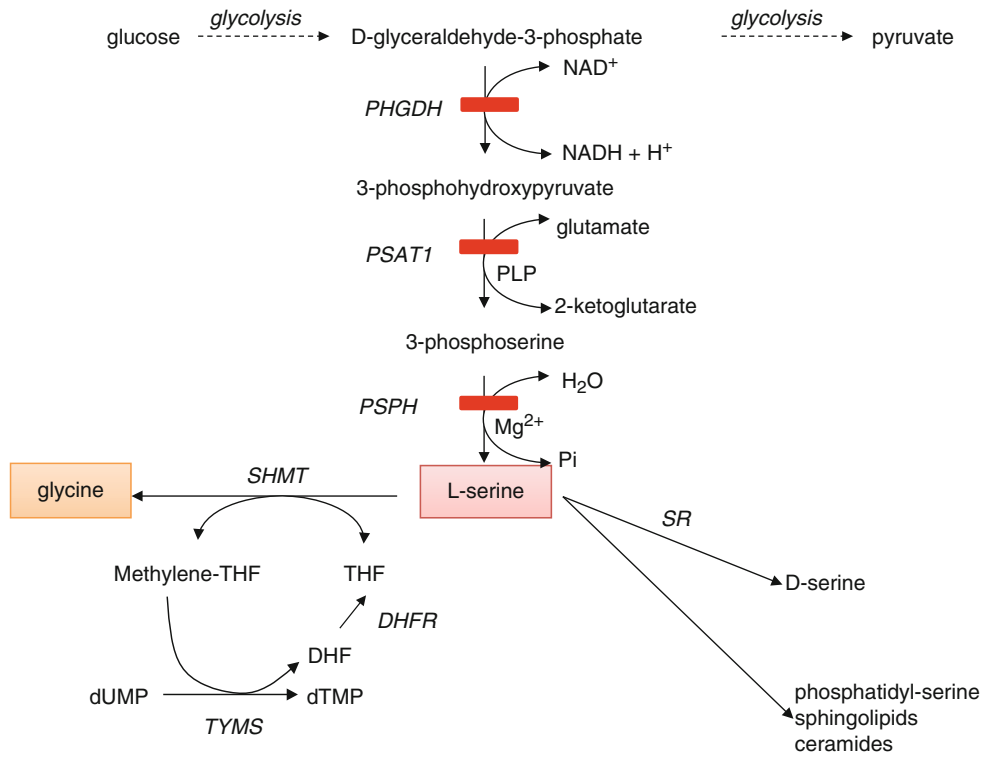 glycolysis
glycolysis
glucose
D-glyceraldehyde-3-phosphate
pyruvate
NAD⁺
PHGDH
NADH + H⁺
3-phosphohydroxypyruvate
glutamate
PSAT1
PLP
2-ketoglutarate
3-phosphoserine
H₂O
PSPH
Mg²⁺
Pi
SHMT
glycine
L-serine
SR
Methylene-THF
THF
D-serine
DHFR
DHF
dUMP
dTMP
TYMS
phosphatidyl-serine
sphingolipids
ceramides